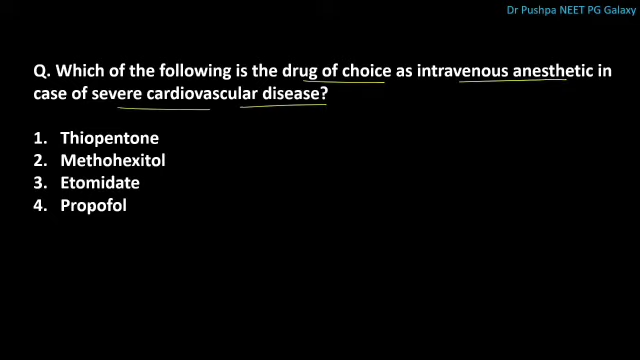 Dr Pushpa NEET PG Galaxy
Q. Which of the following is the drug of choice as intravenous anesthetic in
case of severe cardiovascular disease?
1. Thiopentone
2. Methohexitol
3. Etomidate
4. Propofol